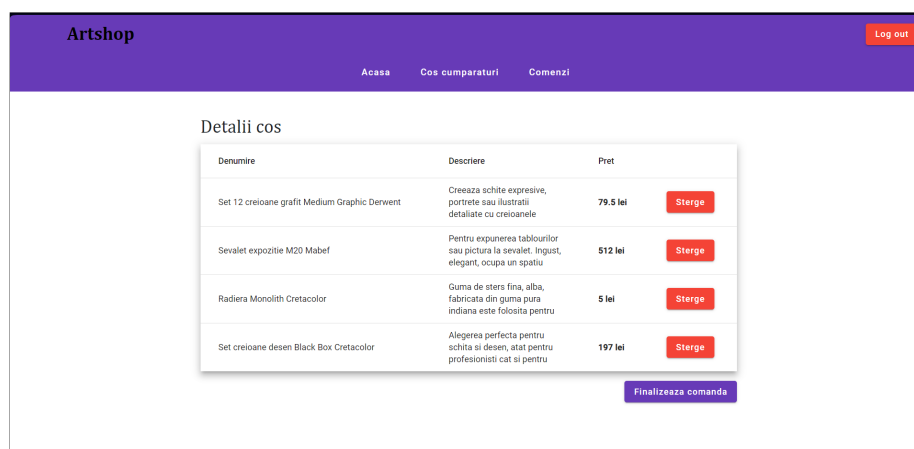 Artshop
Log out
Acasa Cos cumparaturi Comenzi
Detalii cos
Denumire Descriere Pret
Set 12 creioane grafit Medium Graphic Derwent
Creeaza schite expresive,
portrete sau ilustratii
detaliate cu creioanele
79.5 lei
Sterge
Sevalet expozitie M20 Mabef
Pentru expunerea tablourilor
sau pictura la sevalet. Ingust,
elegant, ocupa un spatiu
512 lei
Sterge
Radiera Monolith Cretacolor
Guma de sters fina, alba,
fabricata din guma pura
indiana este folosita pentru
5 lei
Sterge
Set creioane desen Black Box Cretacolor
Alegerea perfecta pentru
schita si desen, atat pentru
profesionisti cat si pentru
197 lei
Sterge
Finalizeaza comanda